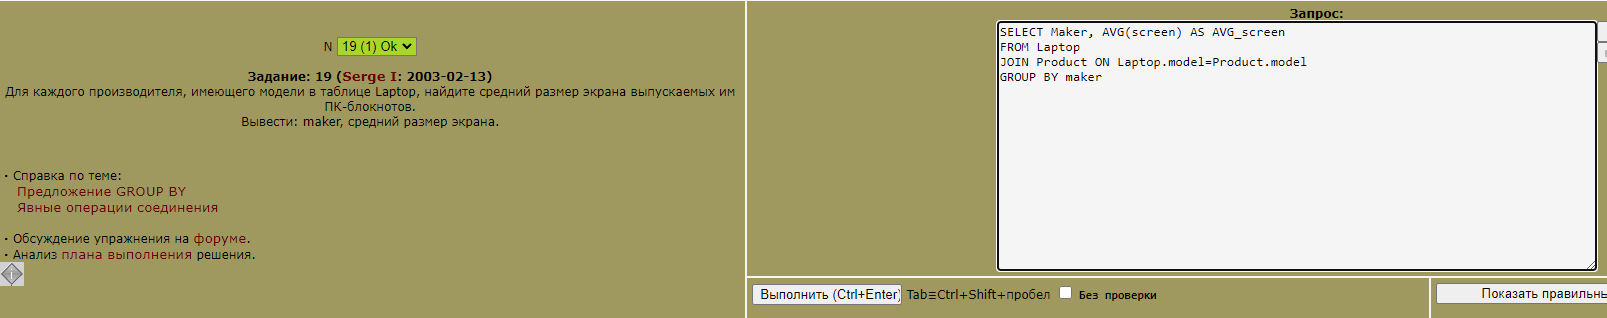 N 19 (1) Ok
Задание: 19 (Serge I: 2003-02-13)
Для каждого производителя, имеющего модели в таблице Laptop, найдите средний размер экрана выпускаемых им
ПК-блокнотов.
Вывести: maker, средний размер экрана.
· Справка по теме:
Предложение GROUP BY
Явные операции соединения
· Обсуждение упражнения на форуме.
· Анализ плана выполнения решения.
Запрос:
SELECT Maker, AVG(screen) AS AVG_screen
FROM Laptop
JOIN Product ON Laptop.model=Product.model
GROUP BY maker
Выполнить (Ctrl+Enter) Tab≡Ctrl+Shift+пробел Без проверки
Показать правильны